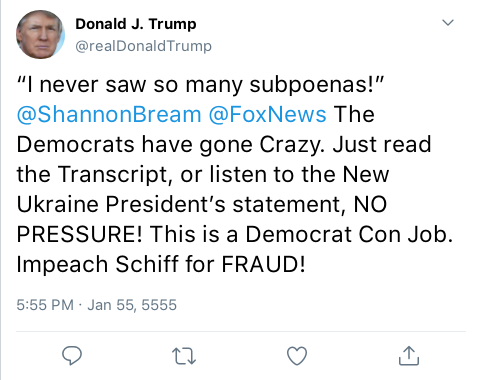 Donald J. Trump
@realDonaldTrump
“I never saw so many subpoenas!”
@ShannonBream @FoxNews The
Democrats have gone Crazy. Just read
the Transcript, or listen to the New
Ukraine President’s statement, NO
PRESSURE! This is a Democrat Con Job.
Impeach Schiff for FRAUD!
5:55 PM · Jan 55, 5555